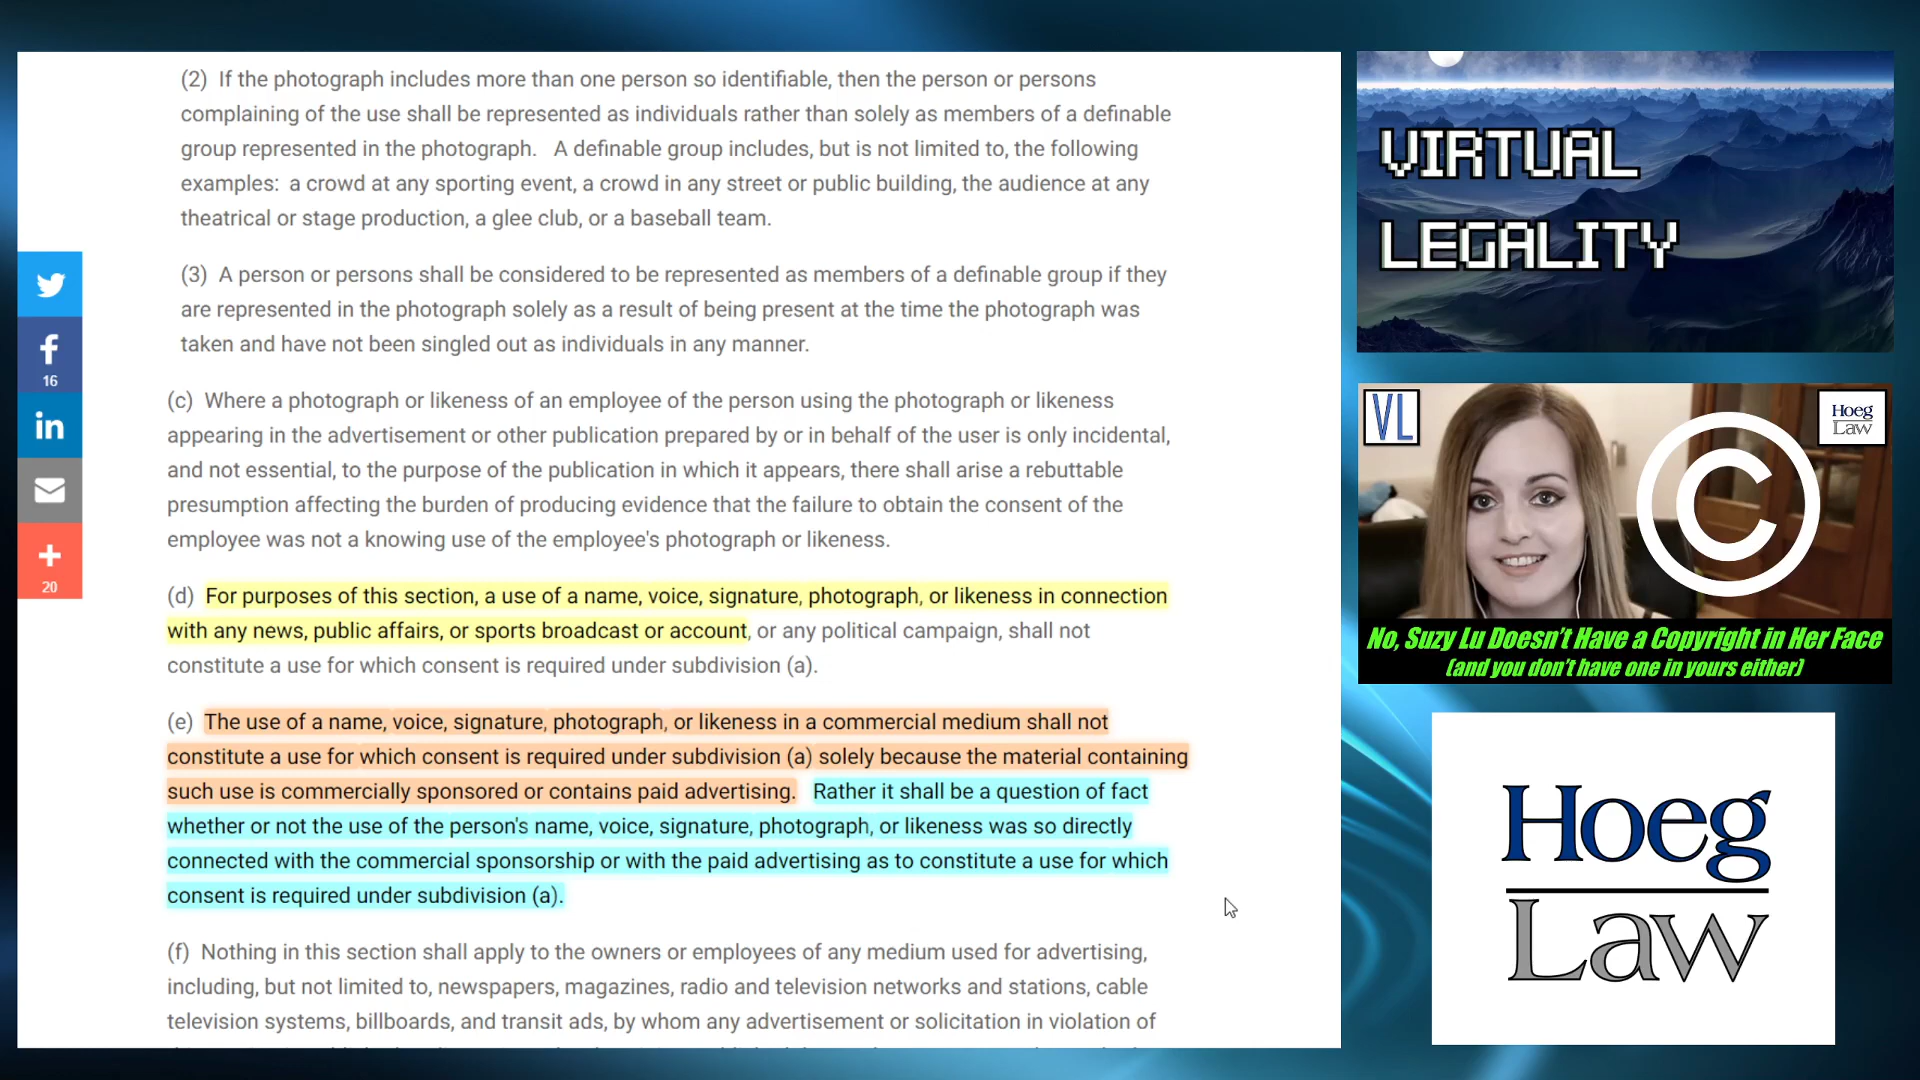 (2) If the photograph includes more than one person so identifiable, then the person or persons
complaining of the use shall be represented as individuals rather than solely as members of a definable
group represented in the photograph. A definable group includes, but is not limited to, the following
examples: a crowd at any sporting event, a crowd in any street or public building, the audience at any
theatrical or stage production, a glee club, or a baseball team.
(3) A person or persons shall be considered to be represented as members of a definable group if they
are represented in the photograph solely as a result of being present at the time the photograph was
taken and have not been singled out as individuals in any manner.
(c) Where a photograph or likeness of an employee of the person using the photograph or likeness
appearing in the advertisement or other publication prepared by or in behalf of the user is only incidental,
and not essential, to the purpose of the publication in which it appears, there shall arise a rebuttable
presumption affecting the burden of producing evidence that the failure to obtain the consent of the
employee was not a knowing use of the employee's photograph or likeness.
(d) For purposes of this section, a use of a name, voice, signature, photograph, or likeness in connection
with any news, public affairs, or sports broadcast or account, or any political campaign, shall not
constitute a use for which consent is required under subdivision (a).
(e) The use of a name, voice, signature, photograph, or likeness in a commercial medium shall not
constitute a use for which consent is required under subdivision (a) solely because the material containing
such use is commercially sponsored or contains paid advertising. Rather it shall be a question of fact
whether or not the use of the person's name, voice, signature, photograph, or likeness was so directly
connected with the commercial sponsorship or with the paid advertising as to constitute a use for which
consent is required under subdivision (a).
(f) Nothing in this section shall apply to the owners or employees of any medium used for advertising,
including, but not limited to, newspapers, magazines, radio and television networks and stations, cable
television systems, billboards, and transit ads, by whom any advertisement or solicitation in violation of
f
16
in
+
20
VIRTUAL
LEGALITY
VL
Hoeg
Law
©
No, Suzy Lu Doesn't Have a Copyright in Her Face
(and you don't have one in yours either)
Hoeg
Law